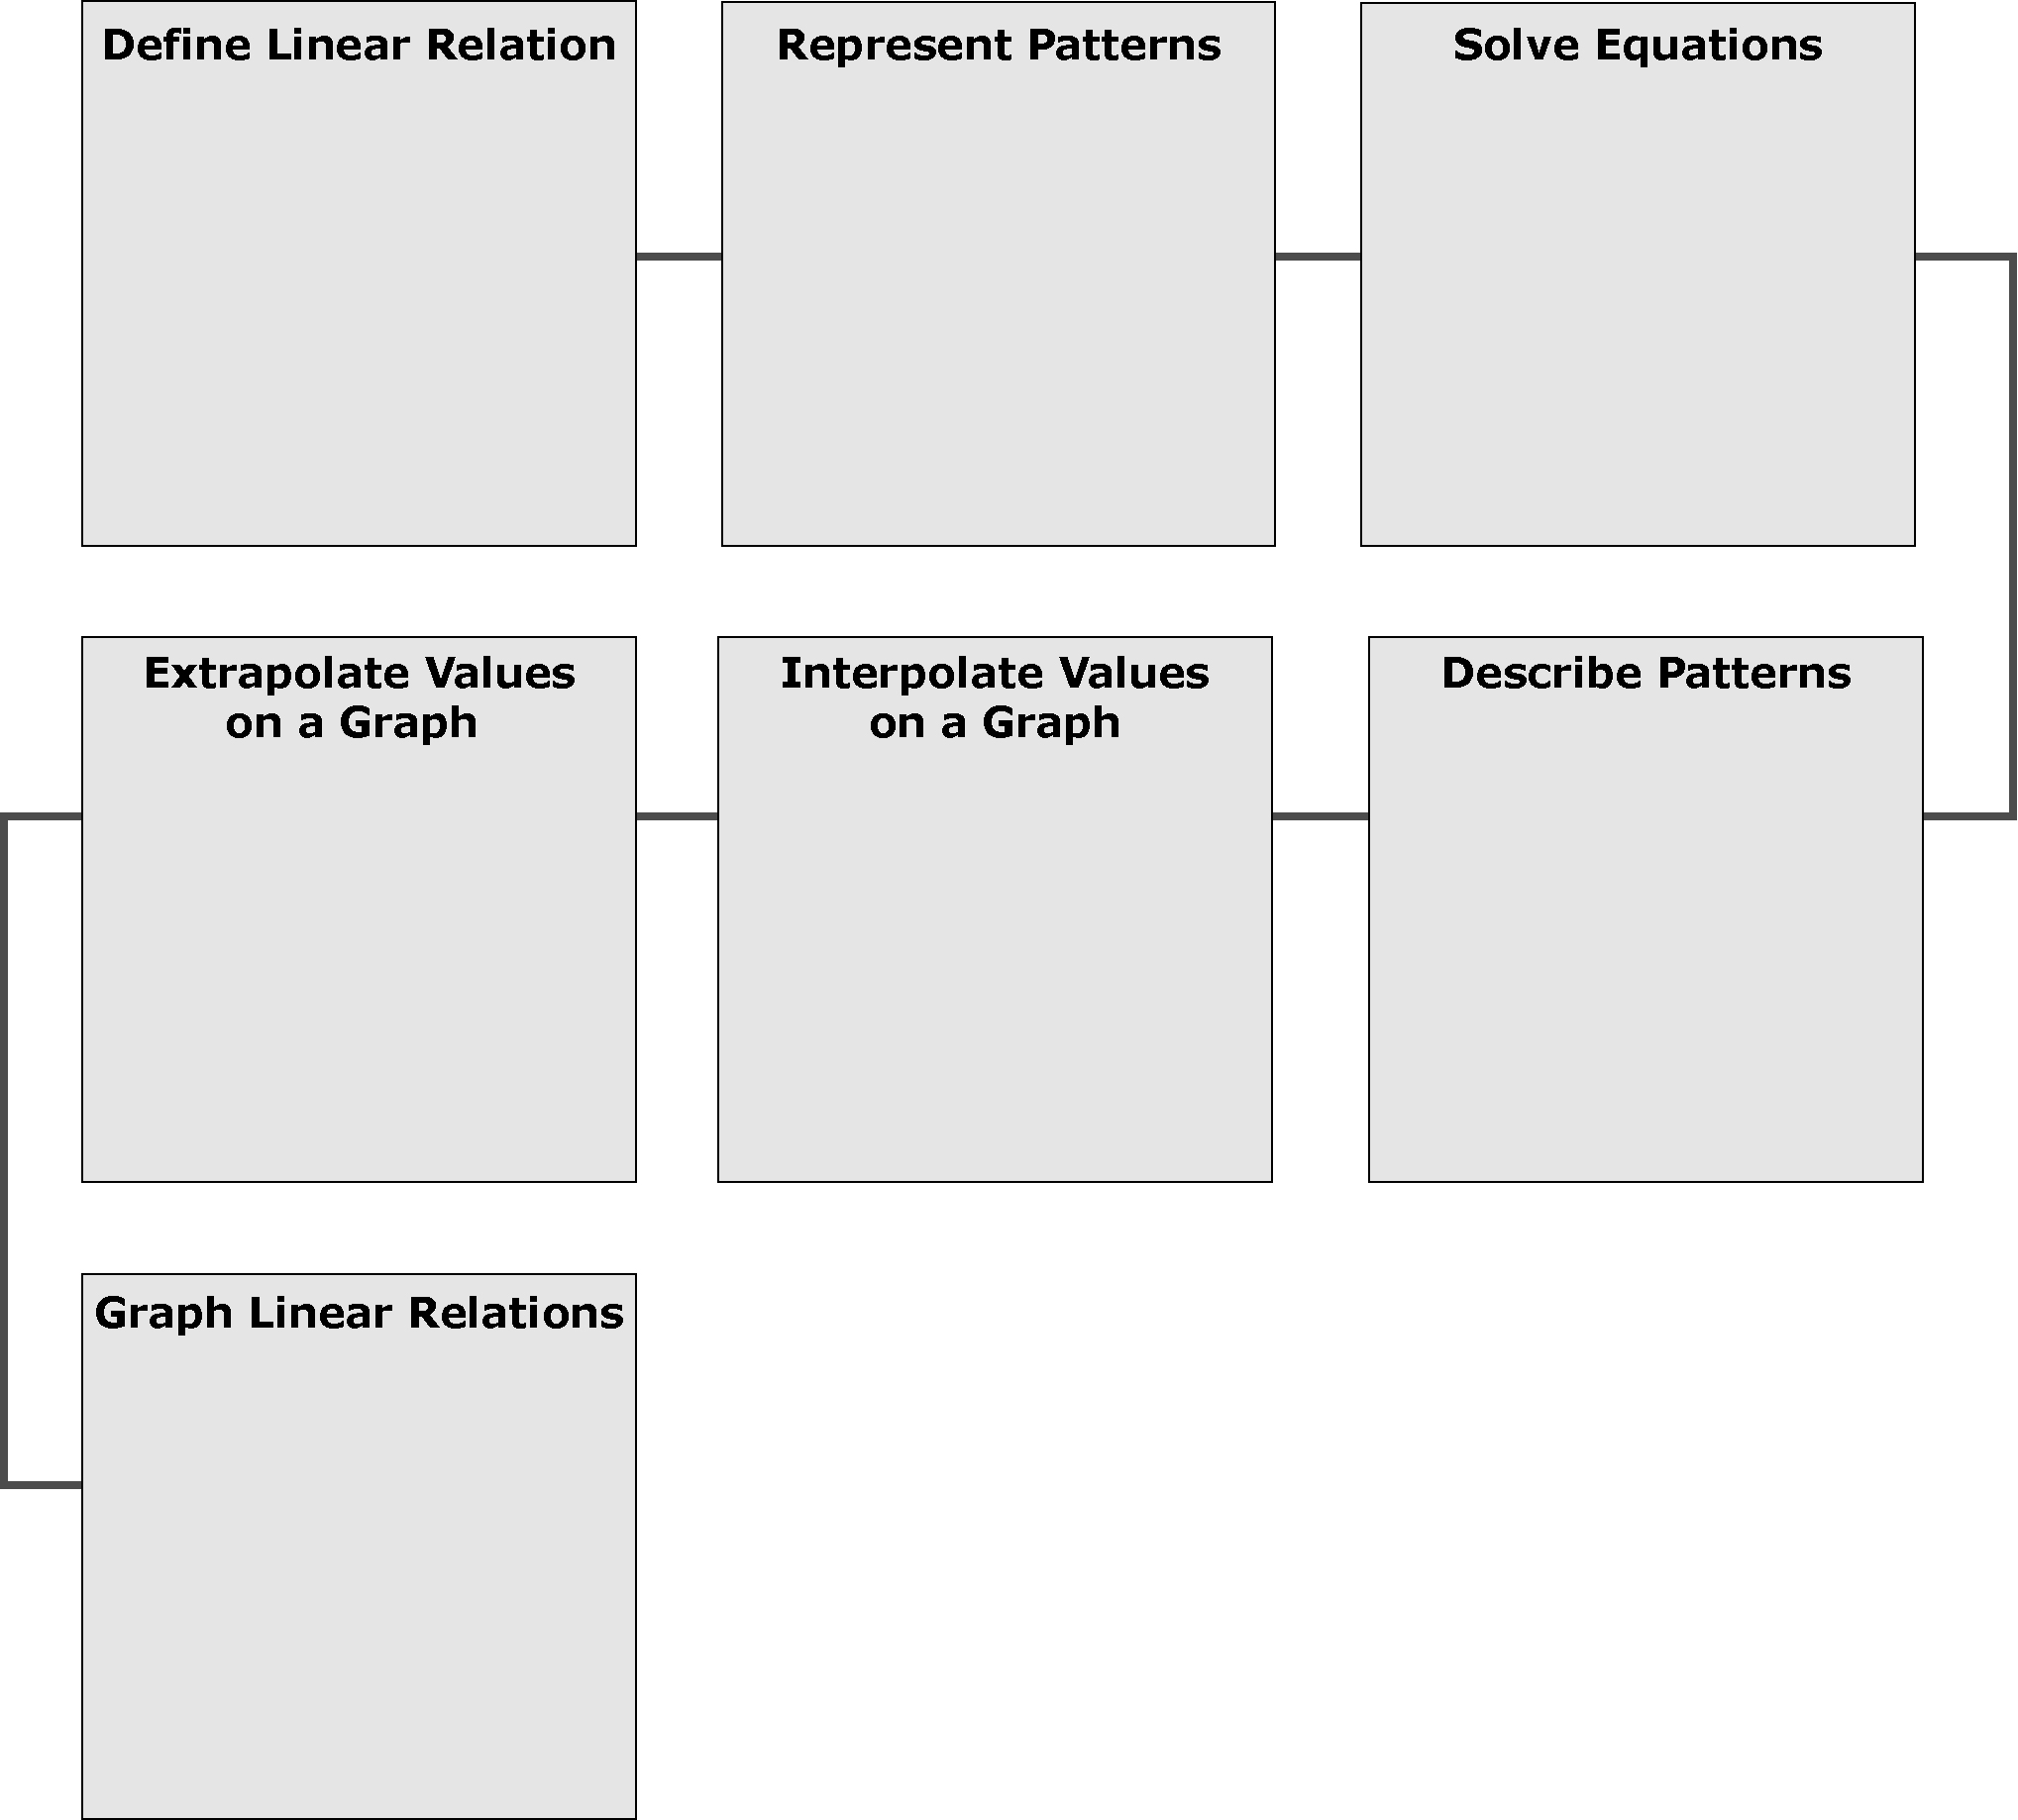 Define Linear Relation
Represent Patterns
Solve Equations
Extrapolate Values
on a Graph
Interpolate Values
on a Graph
Describe Patterns
Graph Linear Relations